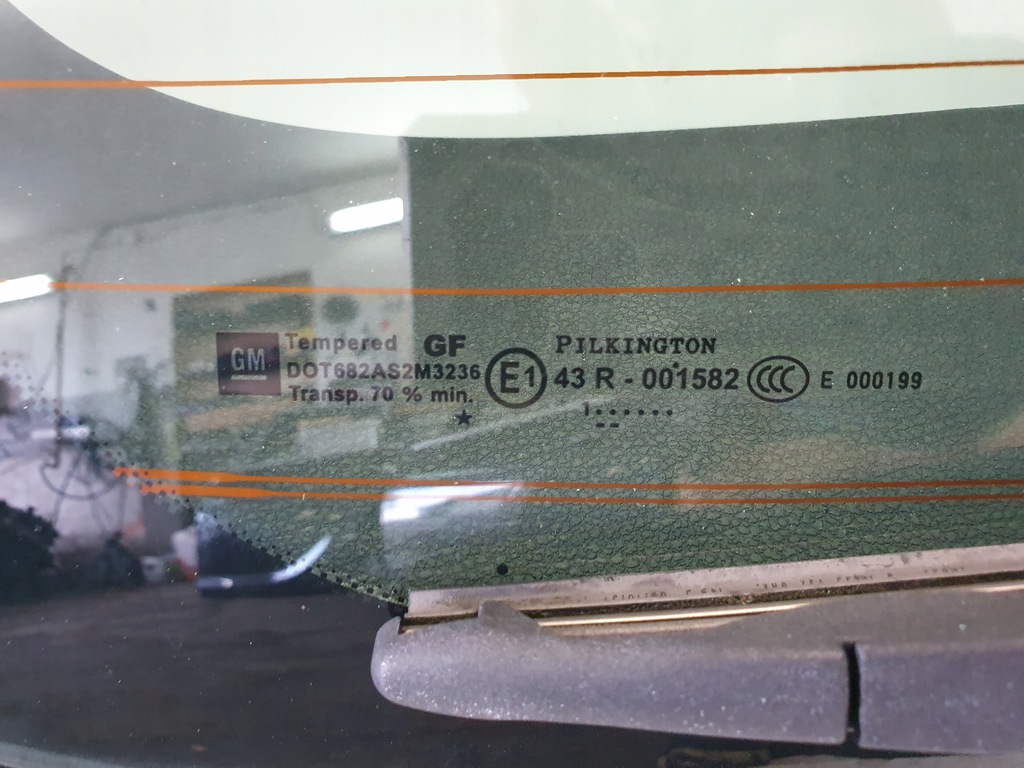 GM
Tempered GF
DOT682AS2M3236
Transp. 70 % min.
E1
PILKINGTON
43 R - 001582
CCC E 000199